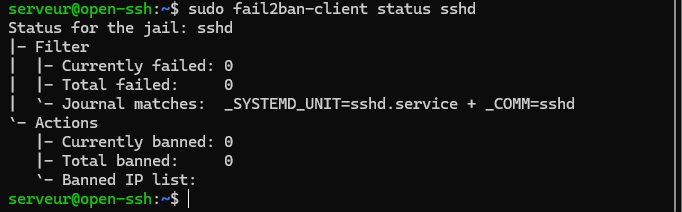 serveur@open-ssh:~$ sudo fail2ban-client status sshd
Status for the jail: sshd
|- Filter
|  |- Currently failed: 0
|  |- Total failed:     0
|  `- Journal matches:  _SYSTEMD_UNIT=sshd.service + _COMM=sshd
`- Actions
   |- Currently banned: 0
   |- Total banned:     0
   `- Banned IP list:
serveur@open-ssh:~$